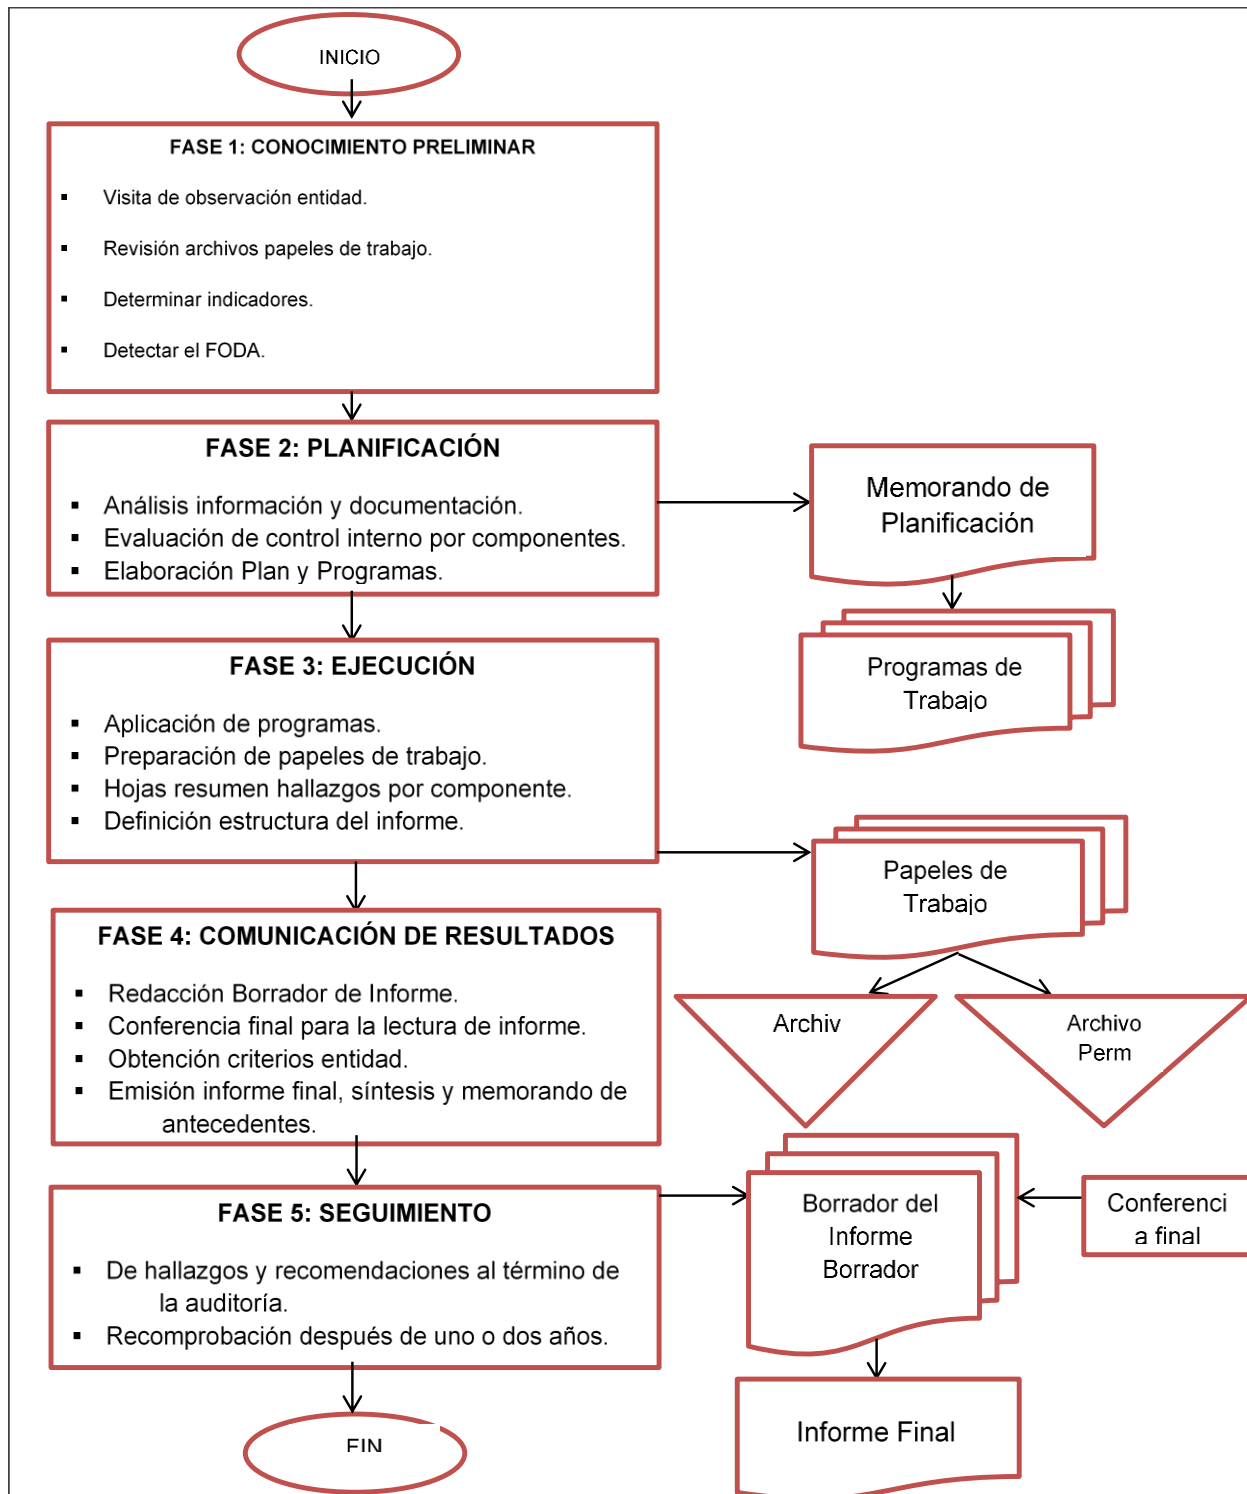 INICIO
FASE 1: CONOCIMIENTO PRELIMINAR
▪ Visita de observación entidad.
▪ Revisión archivos papeles de trabajo.
▪ Determinar indicadores.
▪ Detectar el FODA.
FASE 2: PLANIFICACIÓN
▪ Análisis información y documentación.
▪ Evaluación de control interno por componentes.
▪ Elaboración Plan y Programas.
Memorando de
Planificación
Programas de
Trabajo
FASE 3: EJECUCIÓN
▪ Aplicación de programas.
▪ Preparación de papeles de trabajo.
▪ Hojas resumen hallazgos por componente.
▪ Definición estructura del informe.
Papeles de
Trabajo
Archiv
Archivo
Perm
FASE 4: COMUNICACIÓN DE RESULTADOS
▪ Redacción Borrador de Informe.
▪ Conferencia final para la lectura de informe.
▪ Obtención criterios entidad.
▪ Emisión informe final, síntesis y memorando de
antecedentes.
FASE 5: SEGUIMIENTO
▪ De hallazgos y recomendaciones al término de
la auditoría.
▪ Recomprobación después de uno o dos años.
Borrador del
Informe
Borrador
Conferenci
a final
Informe Final
FIN